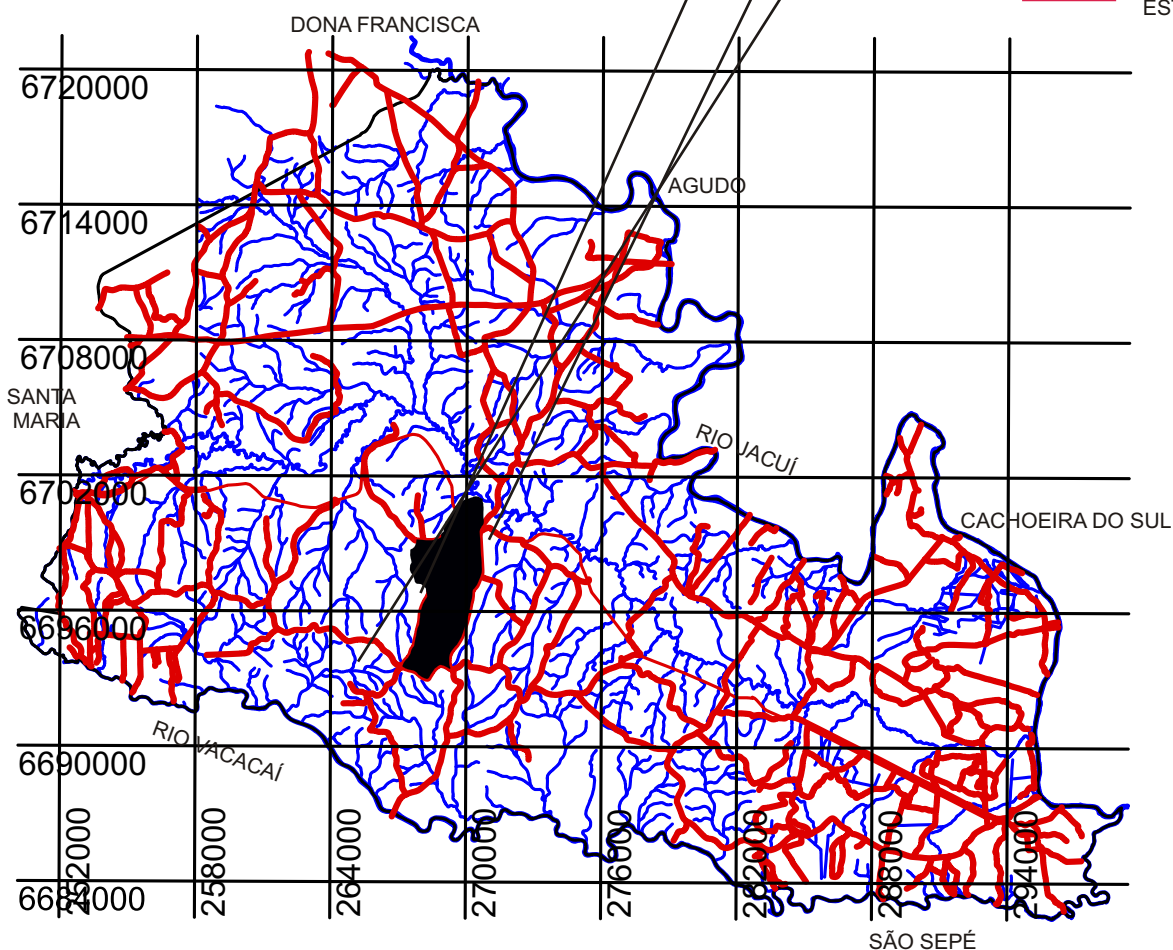 DONA FRANCISCA
6720000
AGUDO
6714000
6708000
SANTA
MARIA
RIO JACUÍ
6702000
CACHOEIRA DO SUL
6696000
RIO VACACAÍ
6690000
6684000
252000
258000
264000
270000
276000
282000
288000
294000
SÃO SEPÉ